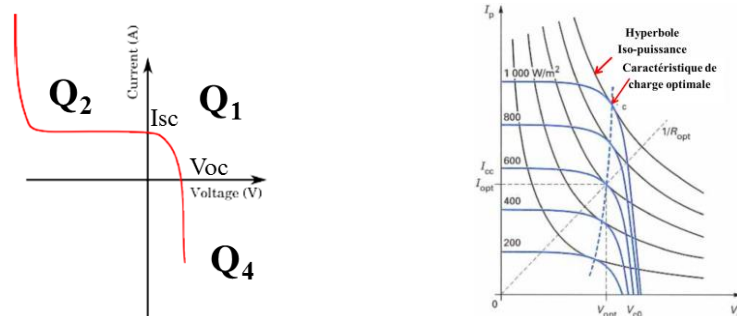 Current (A)
Q2
Q1
Isc
Voc
Voltage (V)
Q4
Ip
Hyperbole
Iso-puissance
Caractéristique de
charge optimale
1 000 W/m²
c
800
1/Ropt
Icc
600
Iopt
400
200
0
Vopt
Vc0